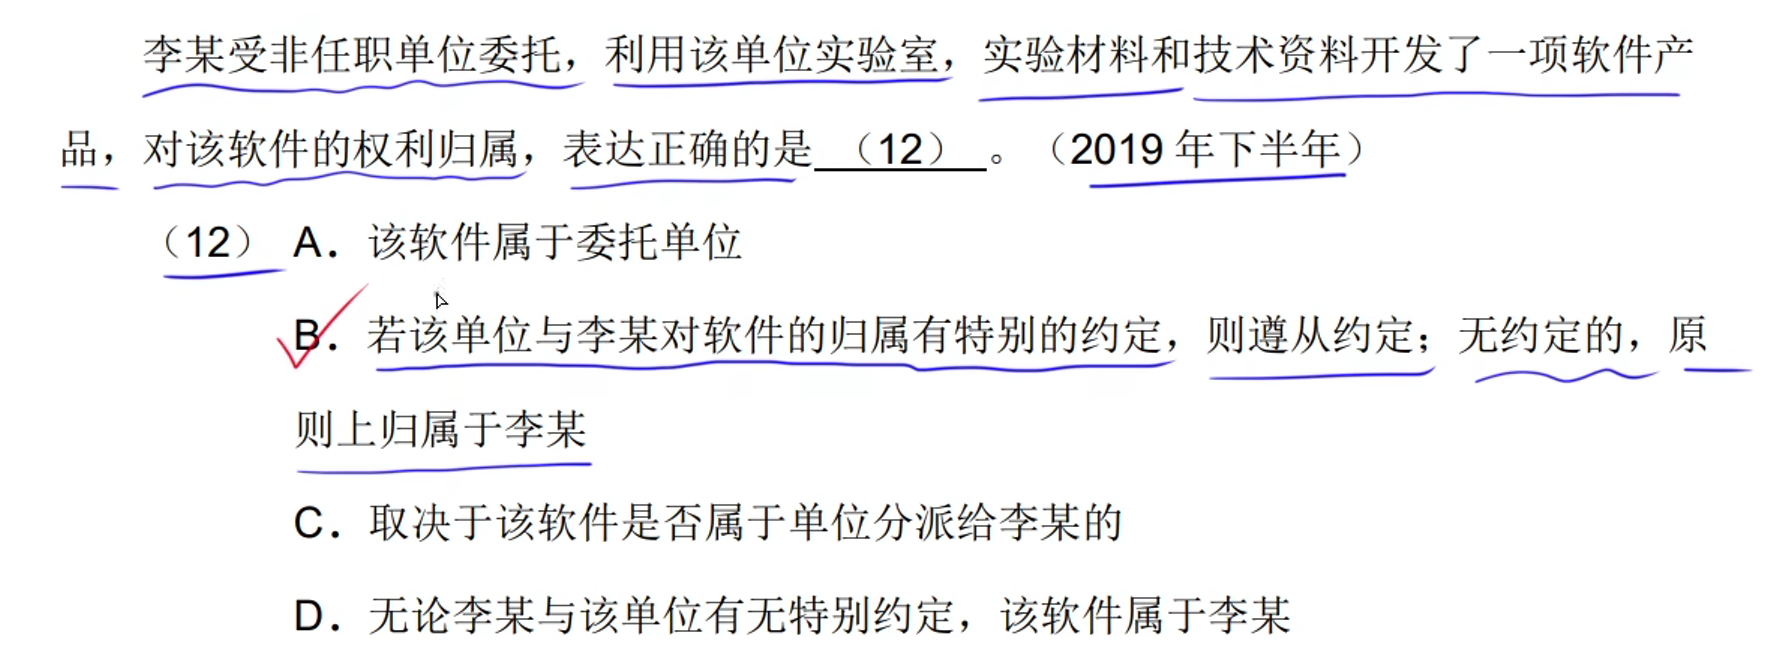 李某受非任职单位委托，利用该单位实验室，实验材料和技术资料开发了一项软件产
品，对该软件的权利归属，表达正确的是 （12） 。（2019 年下半年）
（12） A. 该软件属于委托单位
B. 若该单位与李某对软件的归属有特别的约定，则遵从约定；无约定的，原
则上归属于李某
C. 取决于该软件是否属于单位分派给李某的
D. 无论李某与该单位有无特别约定，该软件属于李某